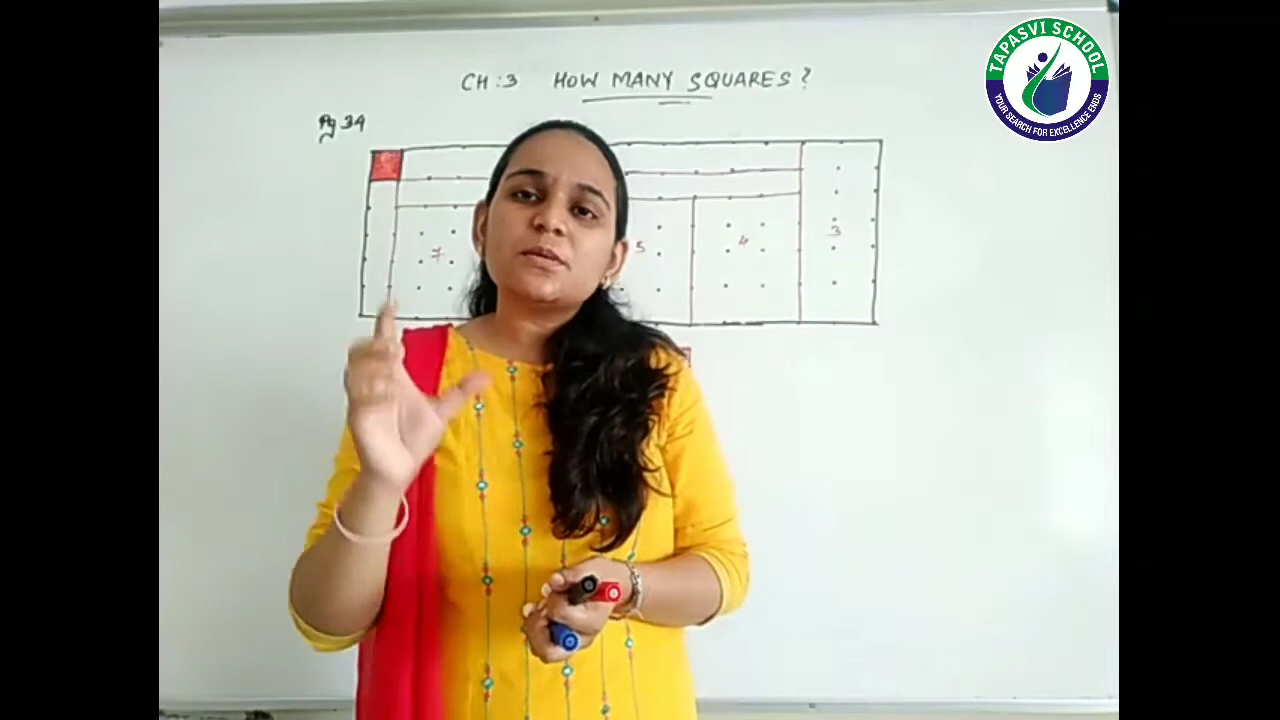 CH : 3 HOW MANY SQUARES ?
Pg 34
7
5
4
3
TAPASVI SCHOOL
YOUR SEARCH FOR EXCELLENCE ENDS